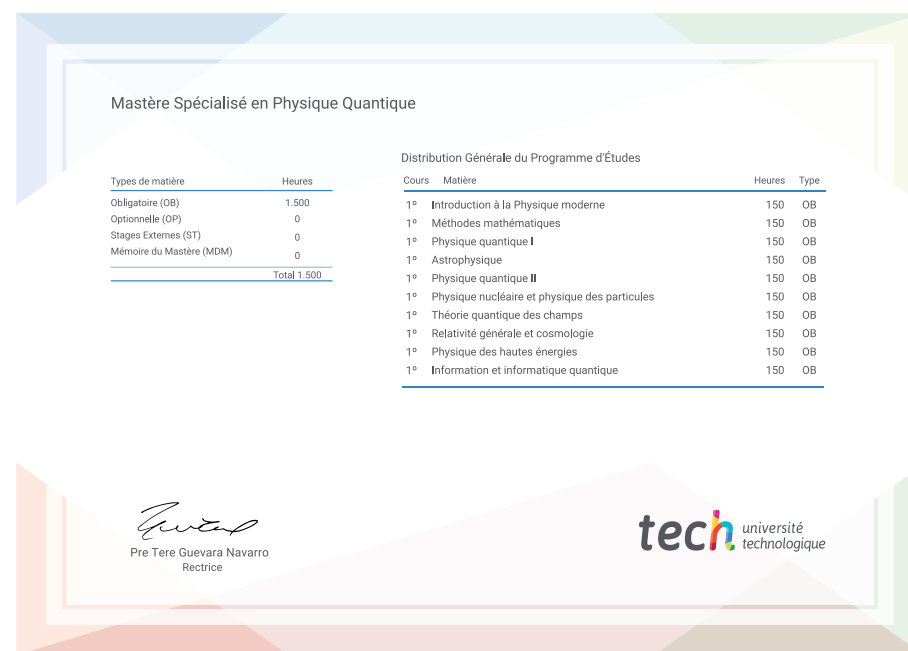 Mastère Spécialisé en Physique Quantique
Types de matière Heures
Obligatoire (OB) 1.500
Optionnelle (OP) 0
Stages Externes (ST) 0
Mémoire du Mastère (MDM) 0
Total 1.500
Distribution Générale du Programme d'Études
Cours Matière Heures Type
1º Introduction à la Physique moderne 150 OB
1º Méthodes mathématiques 150 OB
1º Physique quantique I 150 OB
1º Astrophysique 150 OB
1º Physique quantique II 150 OB
1º Physique nucléaire et physique des particules 150 OB
1º Théorie quantique des champs 150 OB
1º Relativité générale et cosmologie 150 OB
1º Physique des hautes énergies 150 OB
1º Information et informatique quantique 150 OB
Pre Tere Guevara Navarro
Rectrice
tech université
technologique